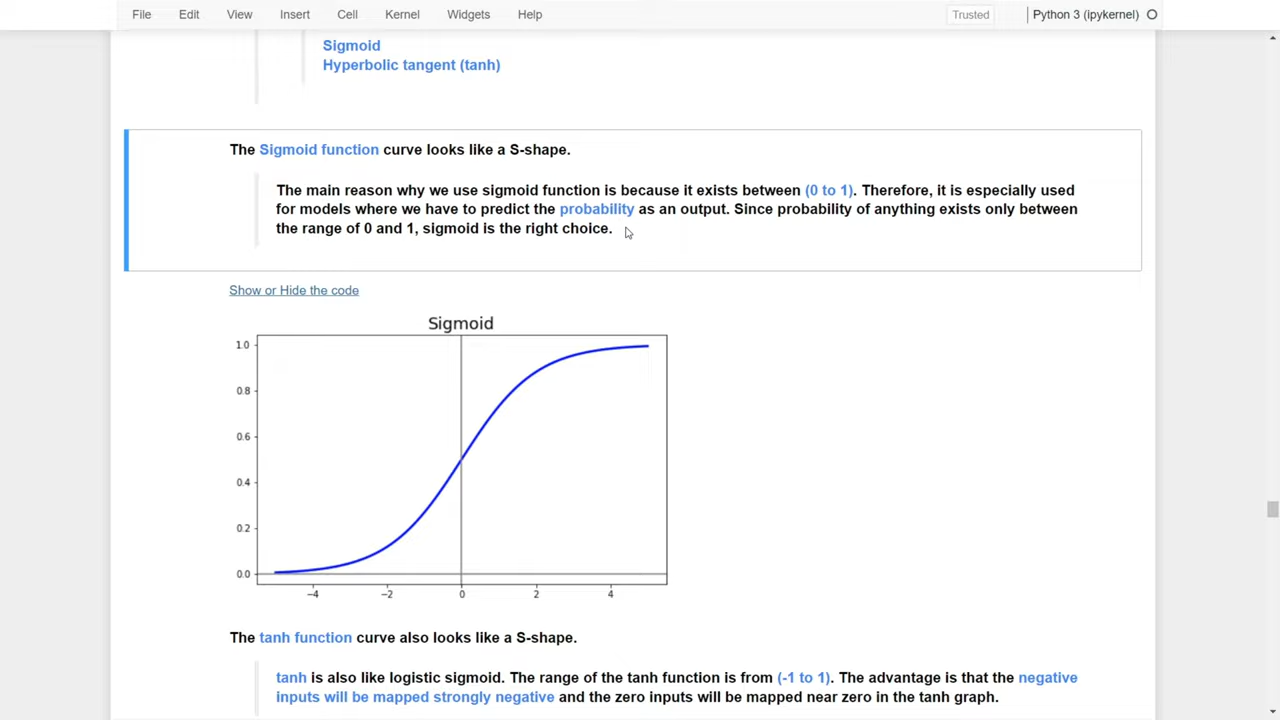 File Edit View Insert Cell Kernel Widgets Help Trusted Python 3 (ipykernel)
Sigmoid
Hyperbolic tangent (tanh)
The Sigmoid function curve looks like a S-shape.
The main reason why we use sigmoid function is because it exists between (0 to 1). Therefore, it is especially used
for models where we have to predict the probability as an output. Since probability of anything exists only between
the range of 0 and 1, sigmoid is the right choice.
Show or Hide the code
Sigmoid
1.0
0.8
0.6
0.4
0.2
0.0
−4 −2 0 2 4
The tanh function curve also looks like a S-shape.
tanh is also like logistic sigmoid. The range of the tanh function is from (-1 to 1). The advantage is that the negative
inputs will be mapped strongly negative and the zero inputs will be mapped near zero in the tanh graph.